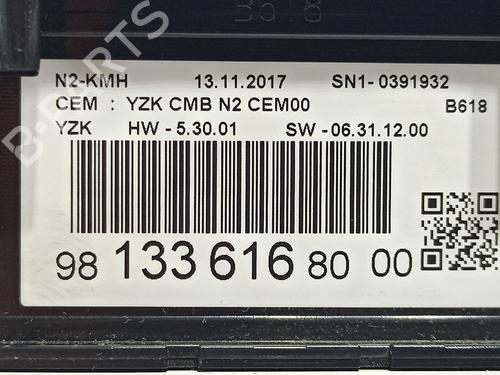 N2-KMH 13.11.2017 SN1- 0391932
CEM : YZK CMB N2 CEM00 B618
YZK HW - 5.30.01 SW - 06.31.12.00
98 133 616 80 00
B-PARTS